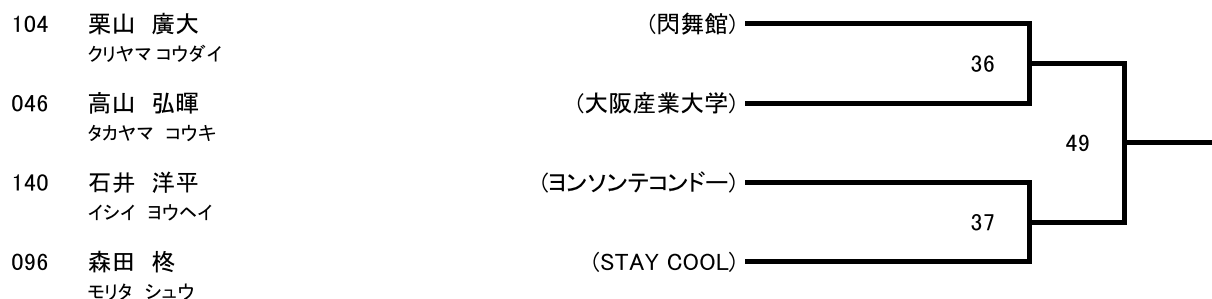 104 栗山 廣大 (閃舞館)
クリヤマ コウダイ
36
046 高山 弘暉 (大阪産業大学)
タカヤマ コウキ
49
140 石井 洋平 (ヨンソンテコンドー)
イシイ ヨウヘイ
37
096 森田 柊 (STAY COOL)
モリタ シュウ